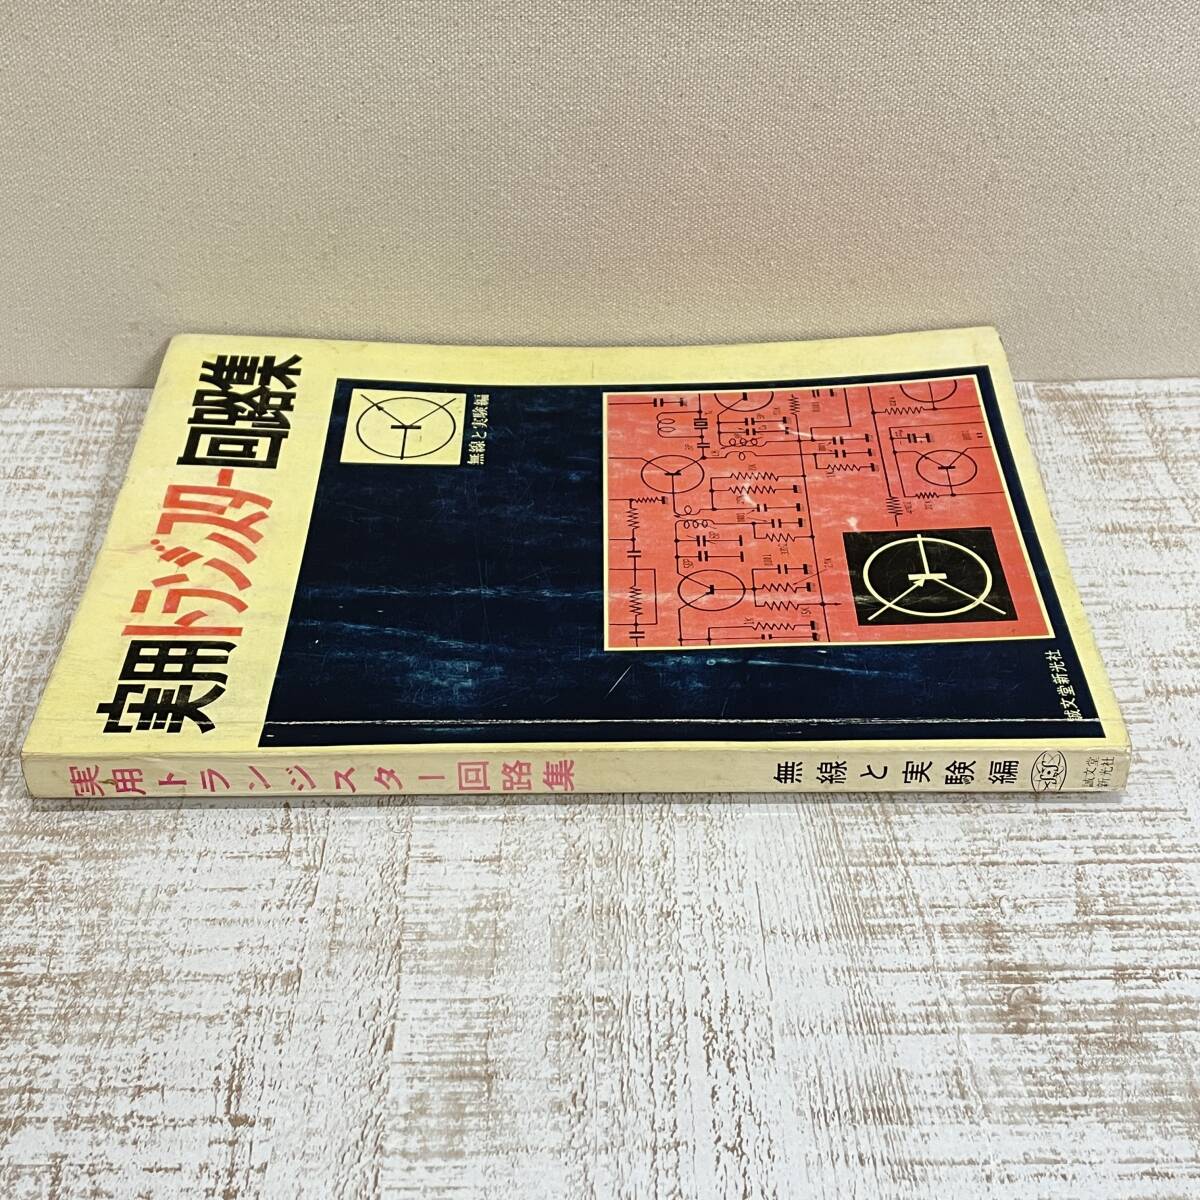 実用トランジスター回路集
無線と実験編
誠文堂新光社
実用トランジスター回路集
無線と実験編
誠文堂
新光社